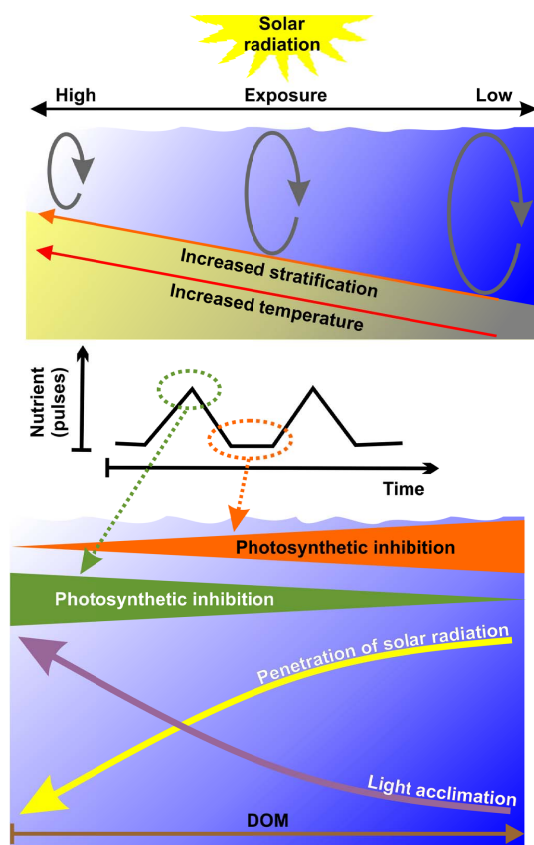 Solar
radiation
High Exposure Low
Increased stratification
Increased temperature
Nutrient
(pulses)
Time
Photosynthetic inhibition
Photosynthetic inhibition
Penetration of solar radiation
Light acclimation
DOM